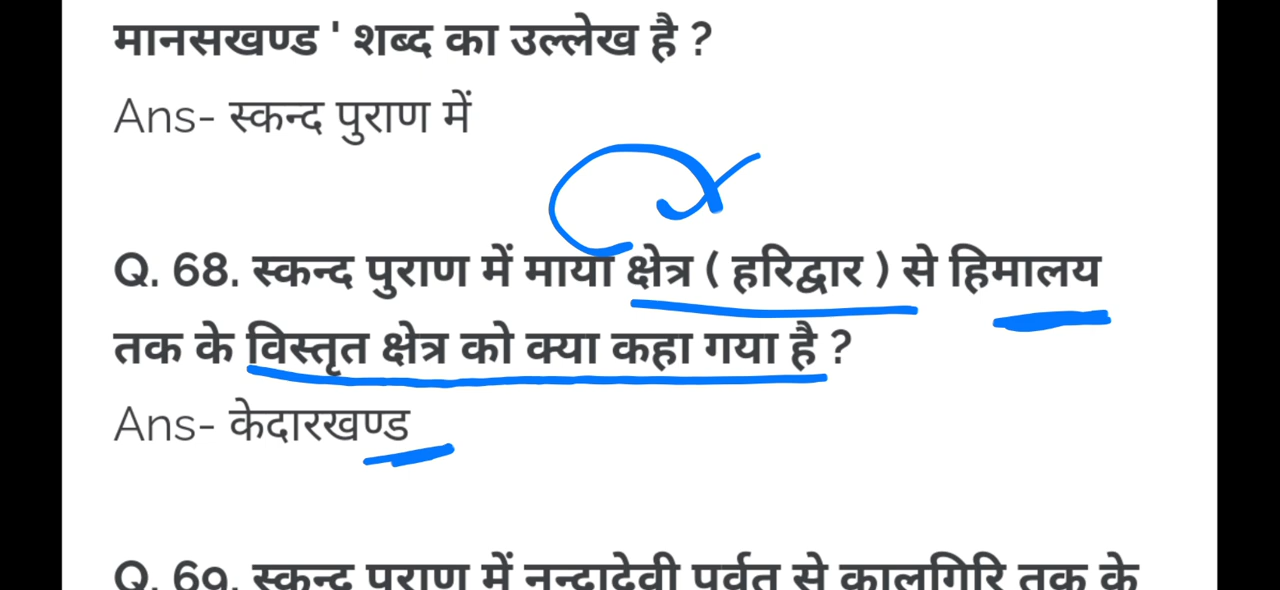 मानसखण्ड ' शब्द का उल्लेख है ?
Ans- स्कन्द पुराण में
Q. 68. स्कन्द पुराण में माया क्षेत्र ( हरिद्वार ) से हिमालय
तक के विस्तृत क्षेत्र को क्या कहा गया है ?
Ans- केदारखण्ड
Q. 69. स्कन्द पुराण में नन्दादेवी पर्वत से कालगिरि तक के